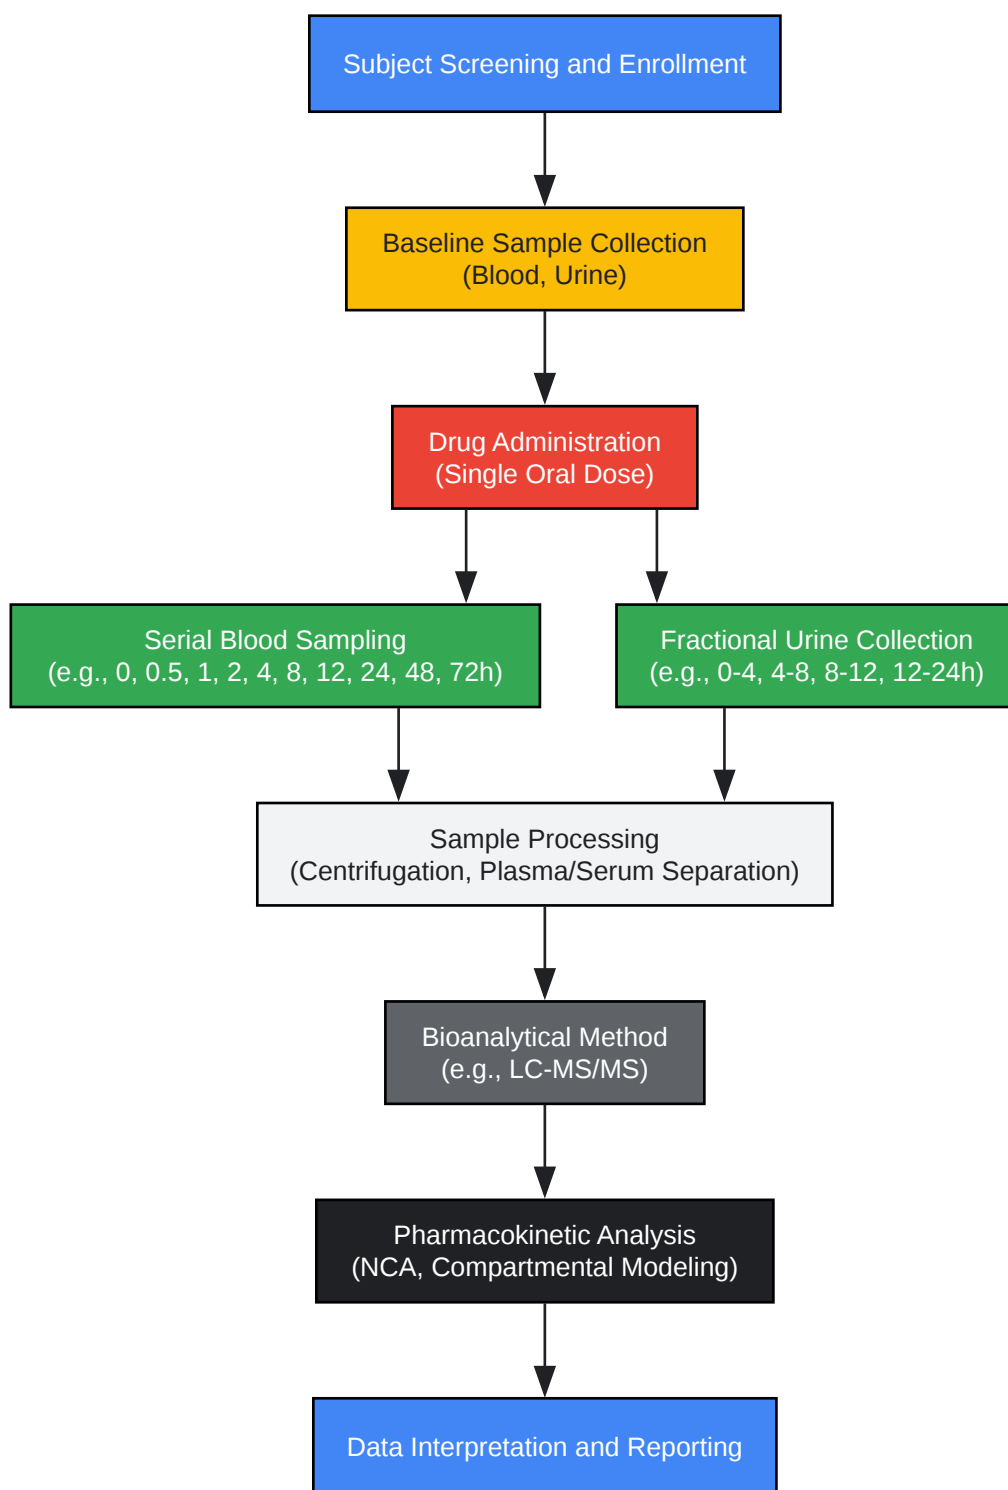 Subject Screening and Enrollment
Baseline Sample Collection
(Blood, Urine)
Drug Administration
(Single Oral Dose)
Serial Blood Sampling
(e.g., 0, 0.5, 1, 2, 4, 8, 12, 24, 48, 72h)
Fractional Urine Collection
(e.g., 0-4, 4-8, 8-12, 12-24h)
Sample Processing
(Centrifugation, Plasma/Serum Separation)
Bioanalytical Method
(e.g., LC-MS/MS)
Pharmacokinetic Analysis
(NCA, Compartmental Modeling)
Data Interpretation and Reporting